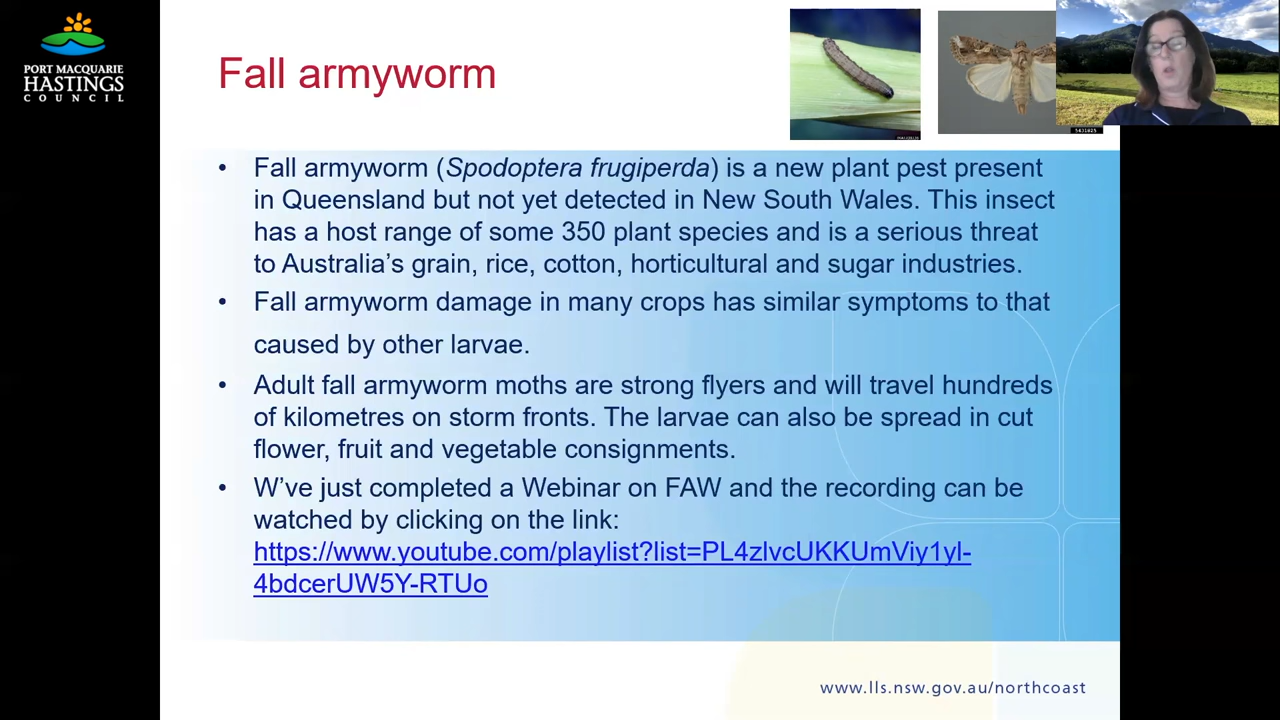 PORT MACQUARIE
HASTINGS
COUNCIL
Fall armyworm
• Fall armyworm (Spodoptera frugiperda) is a new plant pest present
in Queensland but not yet detected in New South Wales. This insect
has a host range of some 350 plant species and is a serious threat
to Australia’s grain, rice, cotton, horticultural and sugar industries.
• Fall armyworm damage in many crops has similar symptoms to that
caused by other larvae.
• Adult fall armyworm moths are strong flyers and will travel hundreds
of kilometres on storm fronts. The larvae can also be spread in cut
flower, fruit and vegetable consignments.
• W’ve just completed a Webinar on FAW and the recording can be
watched by clicking on the link:
https://www.youtube.com/playlist?list=PL4zlvcUKKUmViy1yl-
4bdcerUW5Y-RTUo
www.lls.nsw.gov.au/northcoast